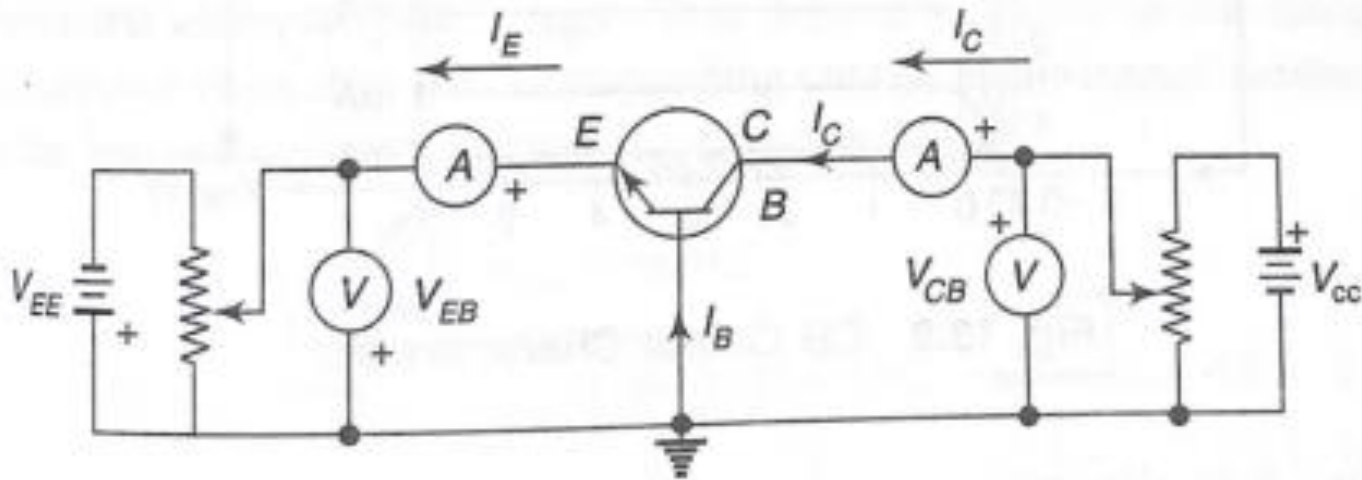 I_E I_C
E C I_C +
A + B A
V_EE + V V_EB + I_B + V_CB V + V_cc